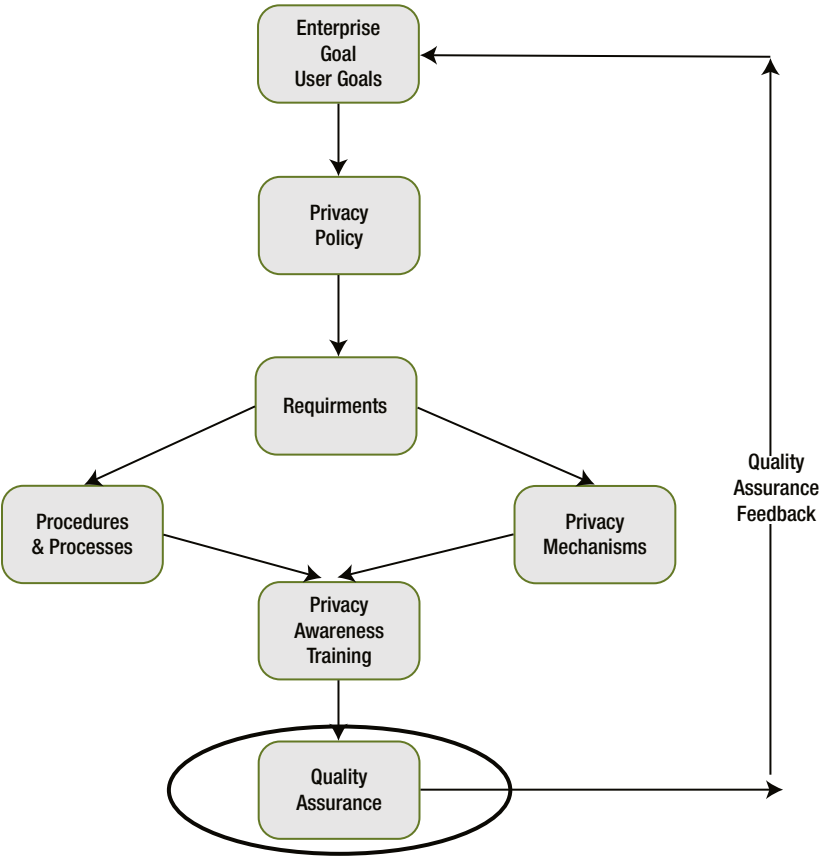 Enterprise
Goal
User Goals
Privacy
Policy
Requirments
Procedures
& Processes
Privacy
Mechanisms
Quality
Assurance
Feedback
Privacy
Awareness
Training
Quality
Assurance